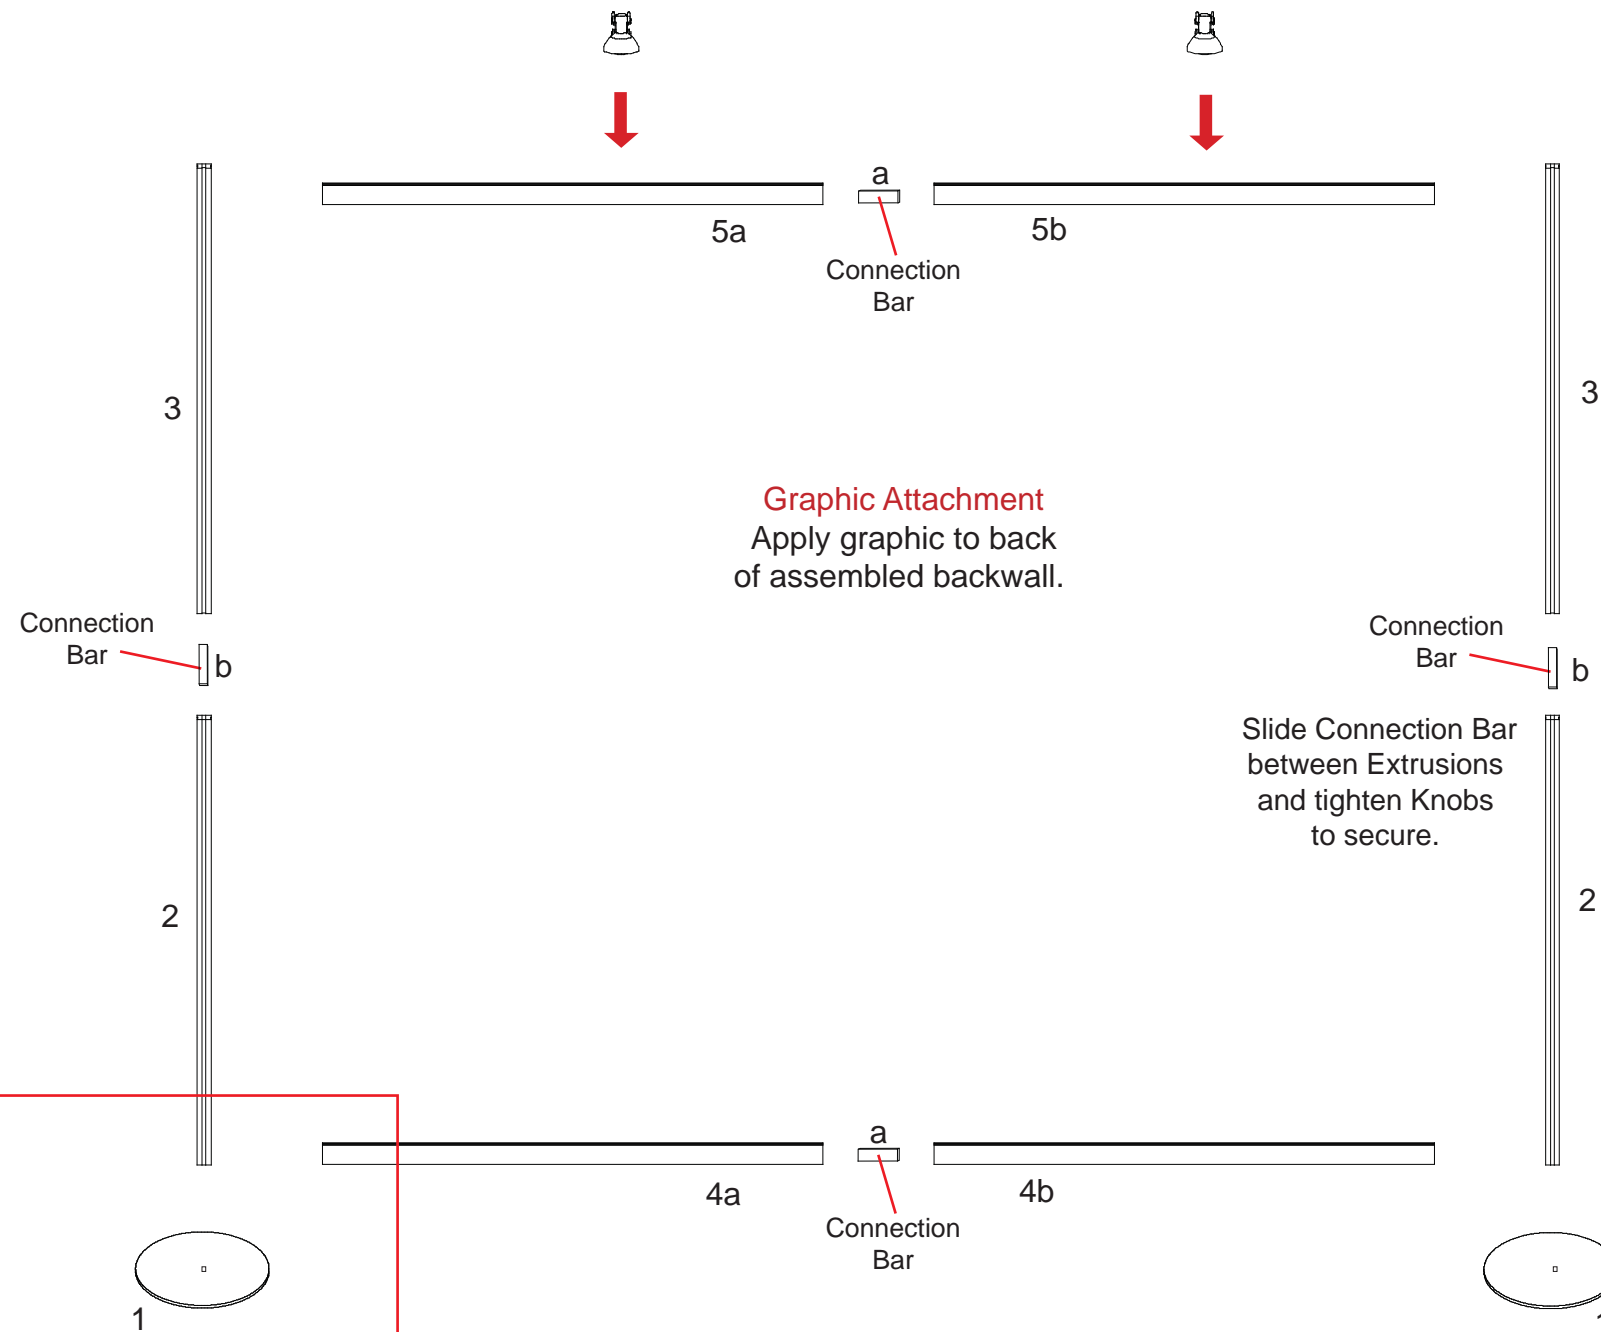 a
5a
5b
Connection
Bar
3
3
Graphic Attachment
Apply graphic to back
of assembled backwall.
Connection
Bar
b
Connection
Bar
b
Slide Connection Bar
between Extrusions
and tighten Knobs
to secure.
2
2
a
4a
4b
Connection
Bar
1